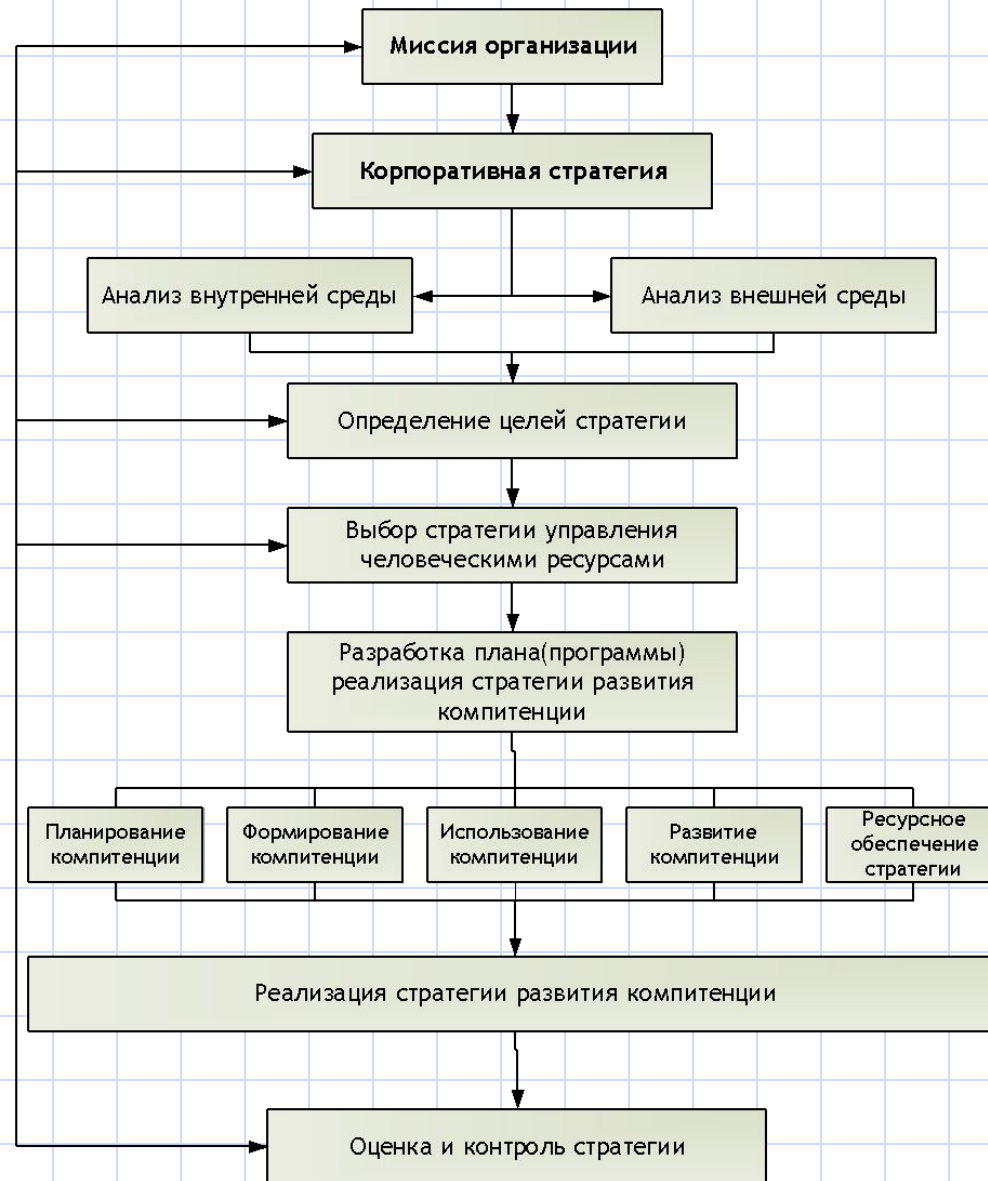 Миссия организации
Корпоративная стратегия
Анализ внутренней среды
Анализ внешней среды
Определение целей стратегии
Выбор стратегии управления
человеческими ресурсами
Разработка плана(программы)
реализация стратегии развития
компитенции
Планирование
компитенции
Формирование
компитенции
Использование
компитенции
Развитие
компитенции
Ресурсное
обеспечение
стратегии
Реализация стратегии развития компитенции
Оценка и контроль стратегии